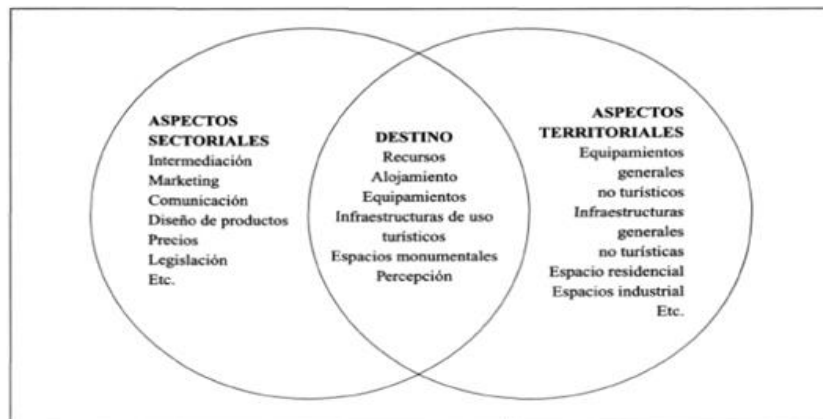 ASPECTOS
SECTORIALES
Intermediación
Marketing
Comunicación
Diseño de productos
Precios
Legislación
Etc.
DESTINO
Recursos
Alojamiento
Equipamientos
Infraestructuras de uso
turísticos
Espacios monumentales
Percepción
ASPECTOS
TERRITORIALES
Equipamientos
generales
no turísticos
Infraestructuras
generales
no turísticas
Espacio residencial
Espacios industrial
Etc.